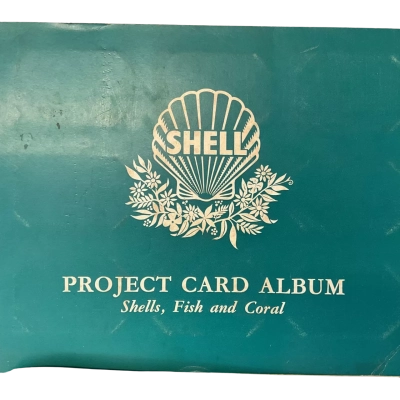 SHELL
PROJECT CARD ALBUM
Shells, Fish and Coral